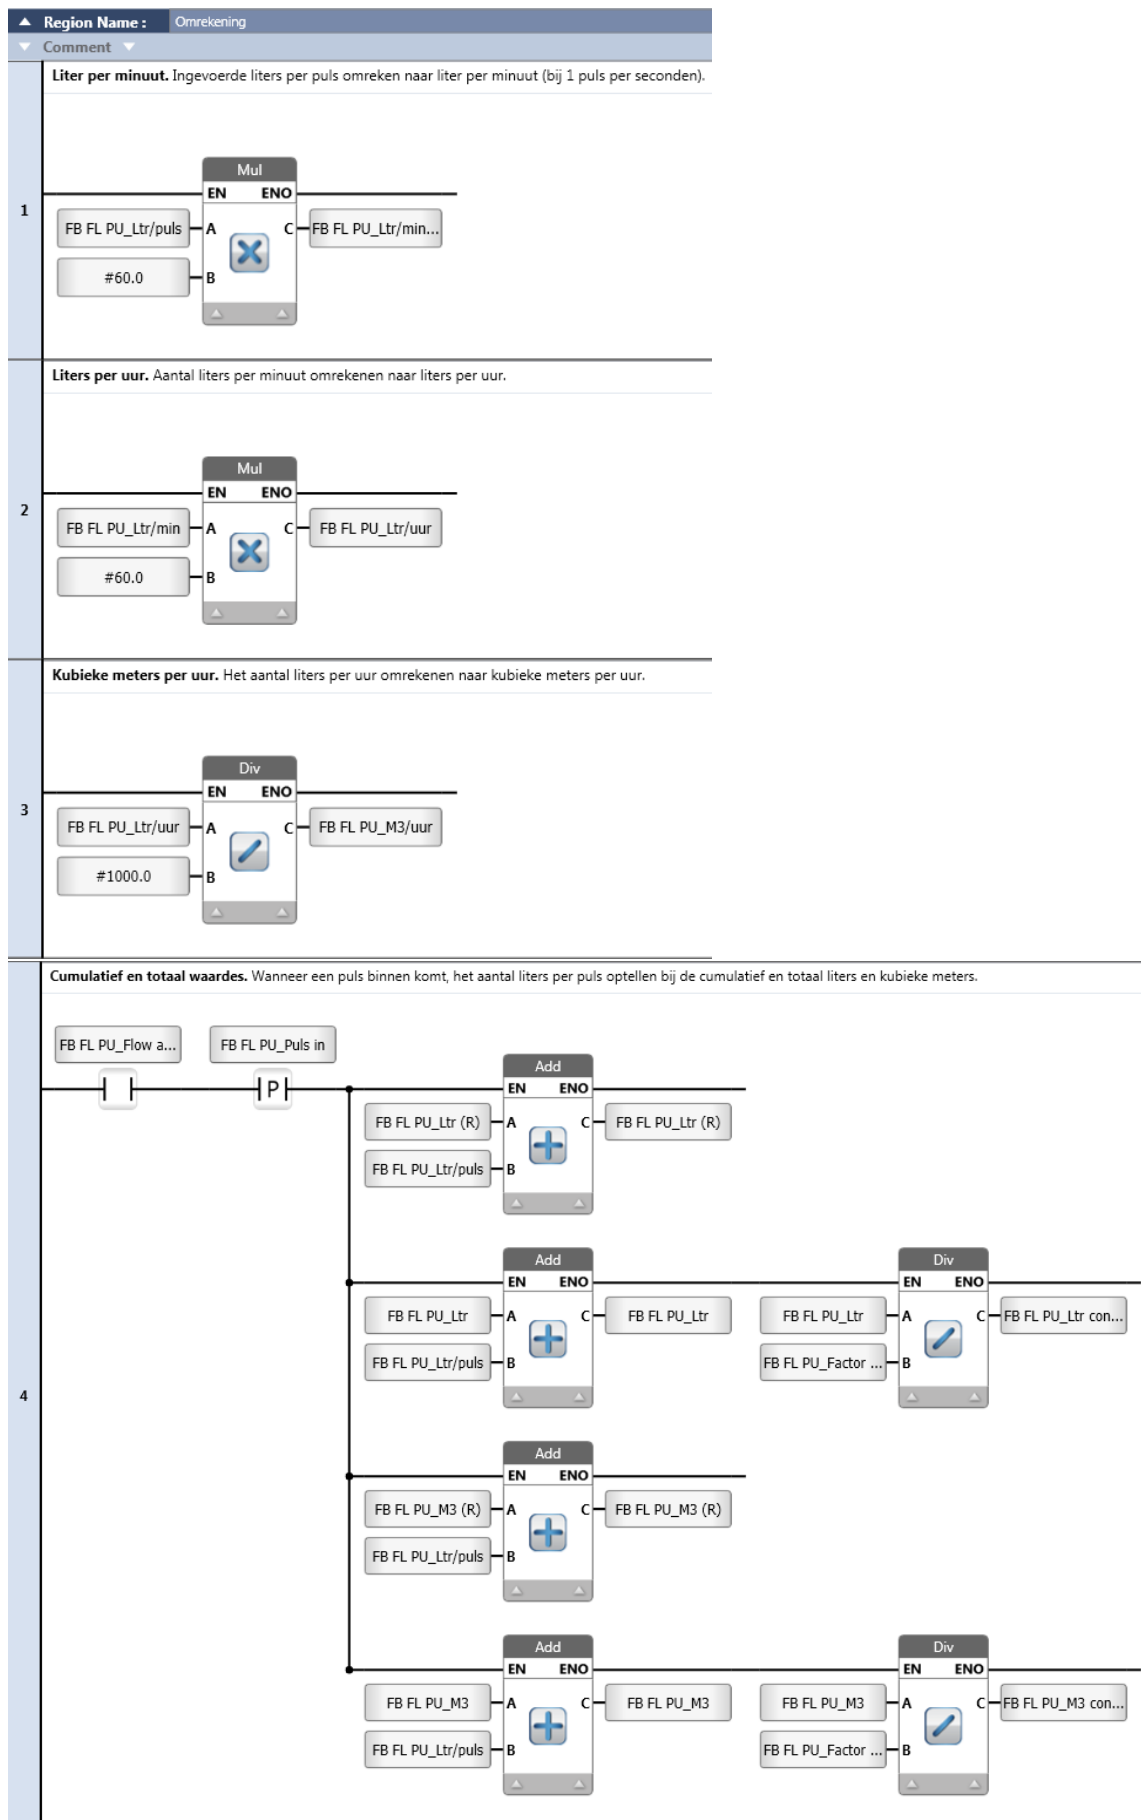 Region Name :   Omrekening
Comment
Liter per minuut. Ingevoerde liters per puls omreken naar liter per minuut (bij 1 puls per seconden).
1
Mul
EN ENO
FB FL PU_Ltr/puls A C FB FL PU_Ltr/min...
#60.0 B
Liters per uur. Aantal liters per minuut omrekenen naar liters per uur.
2
Mul
EN ENO
FB FL PU_Ltr/min A C FB FL PU_Ltr/uur
#60.0 B
Kubieke meters per uur. Het aantal liters per uur omrekenen naar kubieke meters per uur.
3
Div
EN ENO
FB FL PU_Ltr/uur A C FB FL PU_M3/uur
#1000.0 B
Cumulatief en totaal waardes. Wanneer een puls binnen komt, het aantal liters per puls optellen bij de cumulatief en totaal liters en kubieke meters.
4
FB FL PU_Flow a... FB FL PU_Puls in
P
Add
EN ENO
FB FL PU_Ltr (R) A C FB FL PU_Ltr (R)
FB FL PU_Ltr/puls B
Add Div
EN ENO EN ENO
FB FL PU_Ltr A C FB FL PU_Ltr FB FL PU_Ltr A C FB FL PU_Ltr con...
FB FL PU_Ltr/puls B FB FL PU_Factor ... B
Add
EN ENO
FB FL PU_M3 (R) A C FB FL PU_M3 (R)
FB FL PU_Ltr/puls B
Add Div
EN ENO EN ENO
FB FL PU_M3 A C FB FL PU_M3 FB FL PU_M3 A C FB FL PU_M3 con...
FB FL PU_Ltr/puls B FB FL PU_Factor ... B